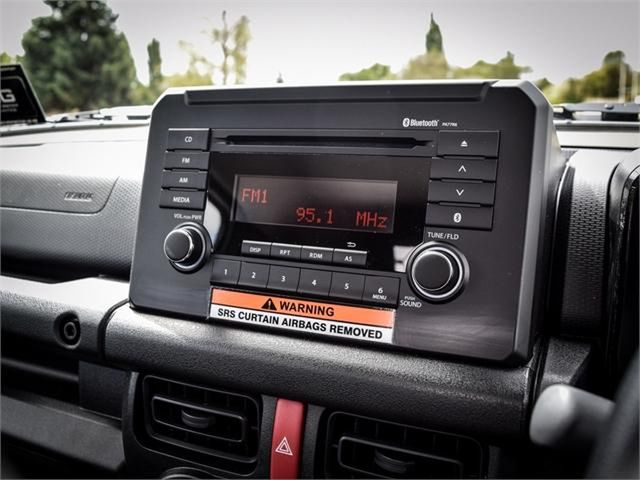 G
Bluetooth PA77R6
CD
FM
AM
MEDIA
VOL PUSH PWR
FM1
95.1 MHz
DISP RPT RDM AS
1 2 3 4 5 6
MENU
TUNE/FLD
PUSH
SOUND
WARNING
SRS CURTAIN AIRBAGS REMOVED